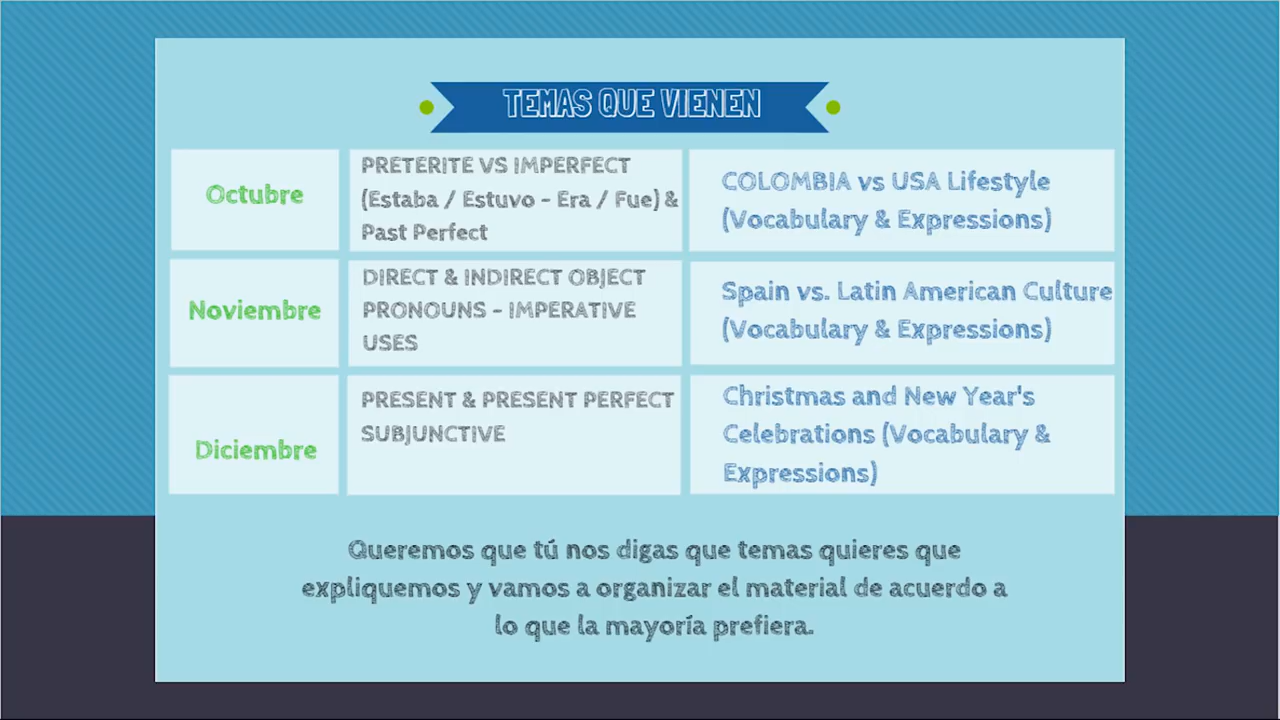 TEMAS QUE VIENEN
Octubre
PRETERITE VS IMPERFECT
(Estaba / Estuvo - Era / Fue) &
Past Perfect
COLOMBIA vs USA Lifestyle
(Vocabulary & Expressions)
Noviembre
DIRECT & INDIRECT OBJECT
PRONOUNS - IMPERATIVE
USES
Spain vs. Latin American Culture
(Vocabulary & Expressions)
Diciembre
PRESENT & PRESENT PERFECT
SUBJUNCTIVE
Christmas and New Year's
Celebrations (Vocabulary &
Expressions)
Queremos que tú nos digas que temas quieres que
expliquemos y vamos a organizar el material de acuerdo a
lo que la mayoría prefiera.